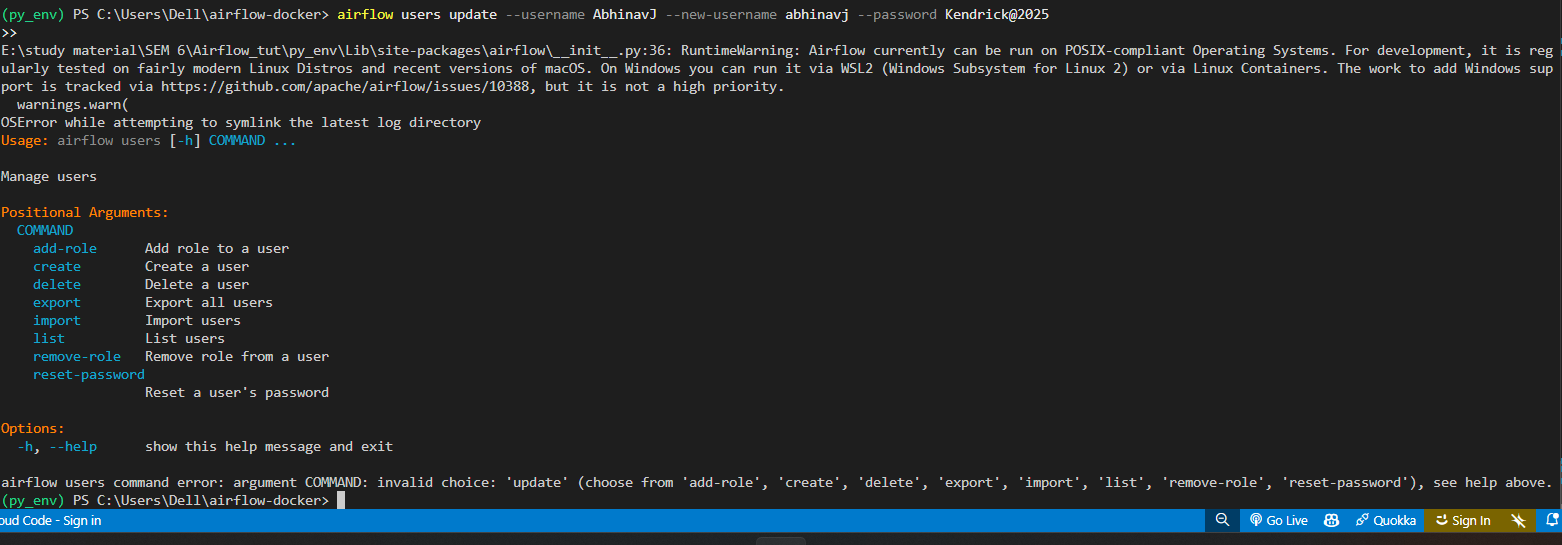 (py_env) PS C:\Users\Dell\airflow-docker> airflow users update --username AbhinavJ --new-username abhinavj --password Kendrick@2025
>>
E:\study material\SEM 6\Airflow_tut\py_env\Lib\site-packages\airflow\__init__.py:36: RuntimeWarning: Airflow currently can be run on POSIX-compliant Operating Systems. For development, it is reg
ularly tested on fairly modern Linux Distros and recent versions of macOS. On Windows you can run it via WSL2 (Windows Subsystem for Linux 2) or via Linux Containers. The work to add Windows sup
port is tracked via https://github.com/apache/airflow/issues/10388, but it is not a high priority.
  warnings.warn(
OSError while attempting to symlink the latest log directory
Usage: airflow users [-h] COMMAND ...

Manage users

Positional Arguments:
  COMMAND
    add-role      Add role to a user
    create        Create a user
    delete        Delete a user
    export        Export all users
    import        Import users
    list          List users
    remove-role   Remove role from a user
    reset-password
                  Reset a user's password

Options:
  -h, --help      show this help message and exit

airflow users command error: argument COMMAND: invalid choice: 'update' (choose from 'add-role', 'create', 'delete', 'export', 'import', 'list', 'remove-role', 'reset-password'), see help above.
(py_env) PS C:\Users\Dell\airflow-docker>
oud Code - Sign in Go Live Quokka Sign In